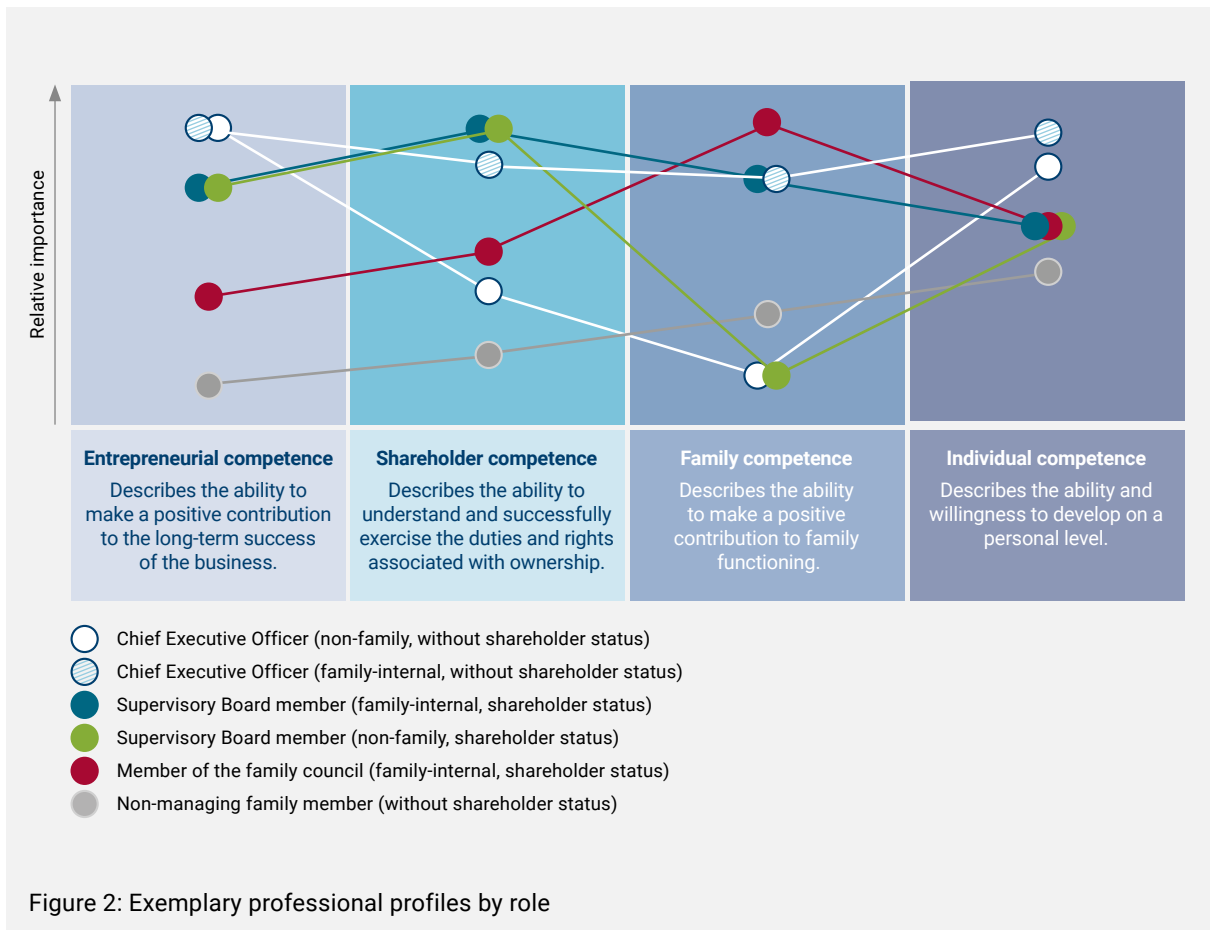 Relative importance
Entrepreneurial competence
Describes the ability to
make a positive contribution
to the long-term success
of the business.
Shareholder competence
Describes the ability to
understand and successfully
exercise the duties and rights
associated with ownership.
Family competence
Describes the ability
to make a positive
contribution to family
functioning.
Individual competence
Describes the ability and
willingness to develop on a
personal level.
Chief Executive Officer (non-family, without shareholder status)
Chief Executive Officer (family-internal, without shareholder status)
Supervisory Board member (family-internal, shareholder status)
Supervisory Board member (non-family, shareholder status)
Member of the family council (family-internal, shareholder status)
Non-managing family member (without shareholder status)
Figure 2: Exemplary professional profiles by role